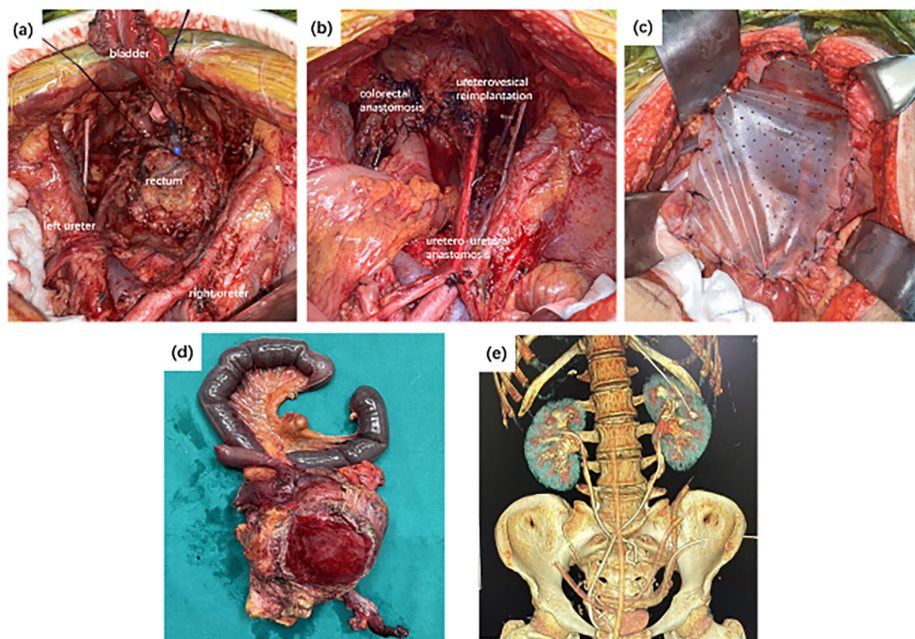 (a)
bladder
rectum
left ureter
right ureter
(b)
colorectal
anastomosis
ureterovesical
reimplantation
uretero-ureteral
anastomosis
(c)
(d)
(e)